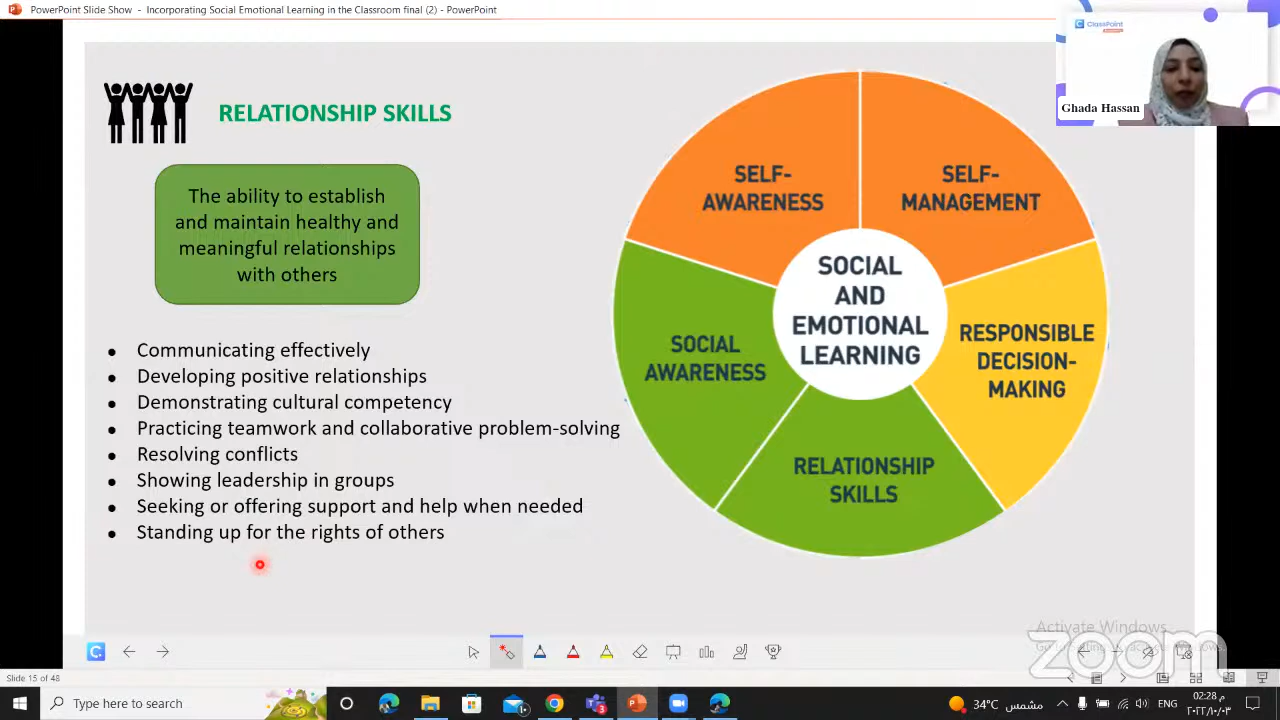 PowerPoint Slide Show - Incorporating Social Emotional Learning in the Classroom final (2) - PowerPoint
ClassPoint
Ghada Hassan
RELATIONSHIP SKILLS
The ability to establish
and maintain healthy and
meaningful relationships
with others
● Communicating effectively
● Developing positive relationships
● Demonstrating cultural competency
● Practicing teamwork and collaborative problem-solving
● Resolving conflicts
● Showing leadership in groups
● Seeking or offering support and help when needed
● Standing up for the rights of others
SELF-
AWARENESS
SELF-
MANAGEMENT
SOCIAL
AND
EMOTIONAL
LEARNING
SOCIAL
AWARENESS
RESPONSIBLE
DECISION-
MAKING
RELATIONSHIP
SKILLS
Activate Windows
zoom
Slide 15 of 48
Type here to search
34°C مشمس
ENG
02:28 م